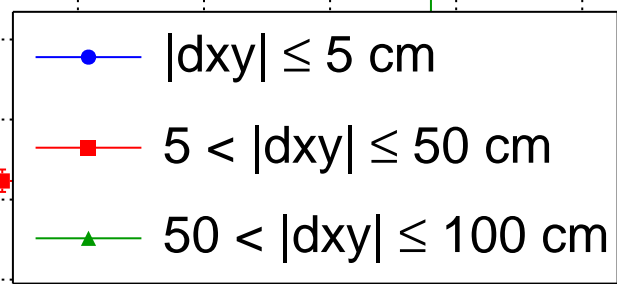 |dxy| ≤ 5 cm
5 < |dxy| ≤ 50 cm
50 < |dxy| ≤ 100 cm